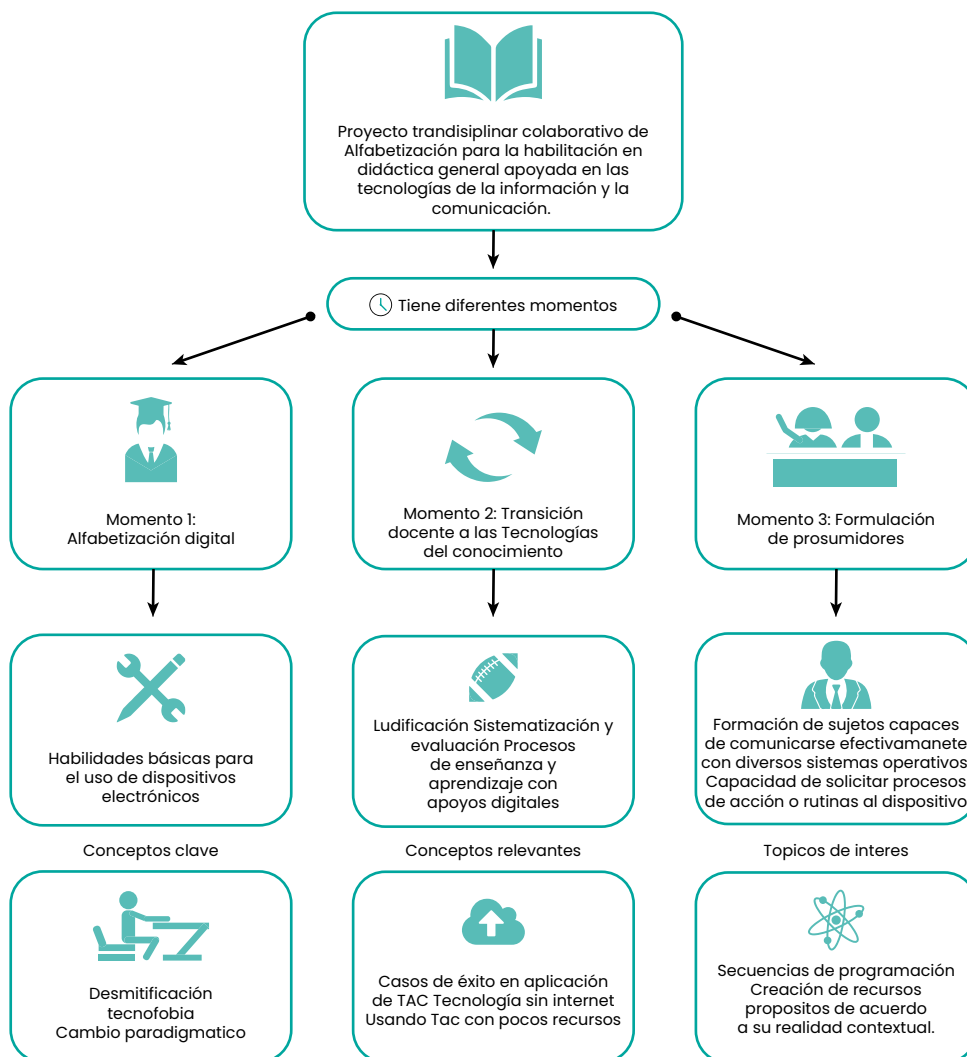 Proyecto trandisiplinar colaborativo de
Alfabetización para la habilitación en
didáctica general apoyada en las
tecnologías de la información y la
comunicación.
Tiene diferentes momentos
Momento 1:
Alfabetización digital
Momento 2: Transición
docente a las Tecnologías
del conocimiento
Momento 3: Formulación
de prosumidores
Habilidades básicas para
el uso de dispositivos
electrónicos
Ludificación Sistematización y
evaluación Procesos
de enseñanza y
aprendizaje con
apoyos digitales
Formación de sujetos capaces
de comunicarse efectivamanete
con diversos sistemas operativos
Capacidad de solicitar procesos
de acción o rutinas al dispositivo
Conceptos clave
Conceptos relevantes
Topicos de interes
Desmitificación
tecnofobia
Cambio paradigmatico
Casos de éxito en aplicación
de TAC Tecnología sin internet
Usando Tac con pocos recursos
Secuencias de programación
Creación de recursos
propositos de acuerdo
a su realidad contextual.